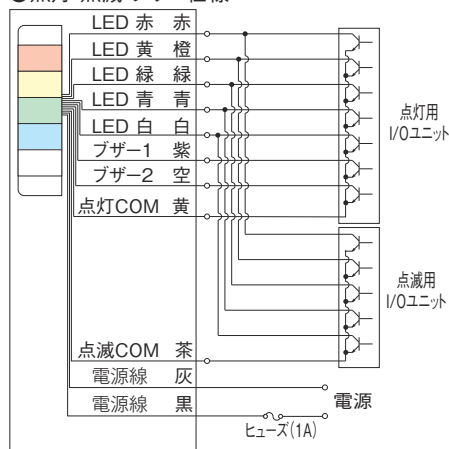 LED 赤 赤
LED 黄 橙
LED 緑 緑
LED 青 青
LED 白 白
ブザー1 紫
ブザー2 空
点灯COM 黄
点灯用
I/Oユニット
点滅用
I/Oユニット
点滅COM 茶
電源線 灰
電源線 黒
電源
ヒューズ(1A)